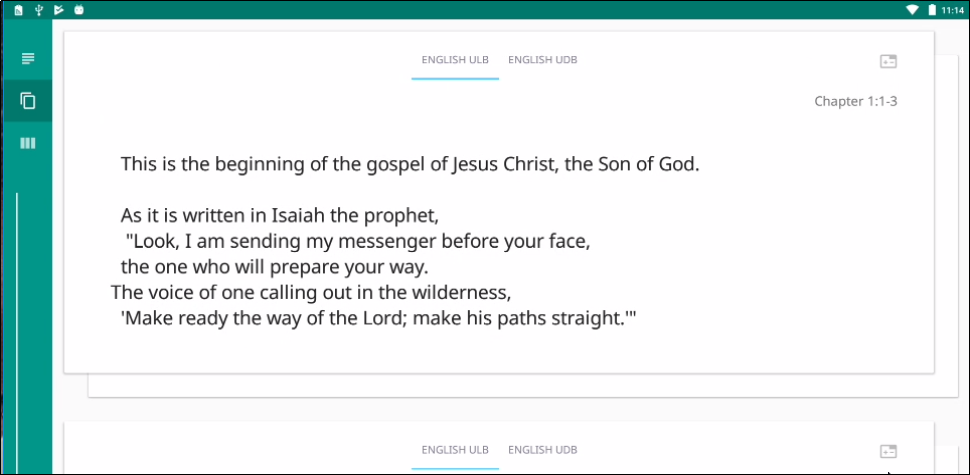 11:14
ENGLISH ULB ENGLISH UDB
Chapter 1:1-3
This is the beginning of the gospel of Jesus Christ, the Son of God.
As it is written in Isaiah the prophet,
"Look, I am sending my messenger before your face,
the one who will prepare your way.
The voice of one calling out in the wilderness,
'Make ready the way of the Lord; make his paths straight.'"
ENGLISH ULB ENGLISH UDB